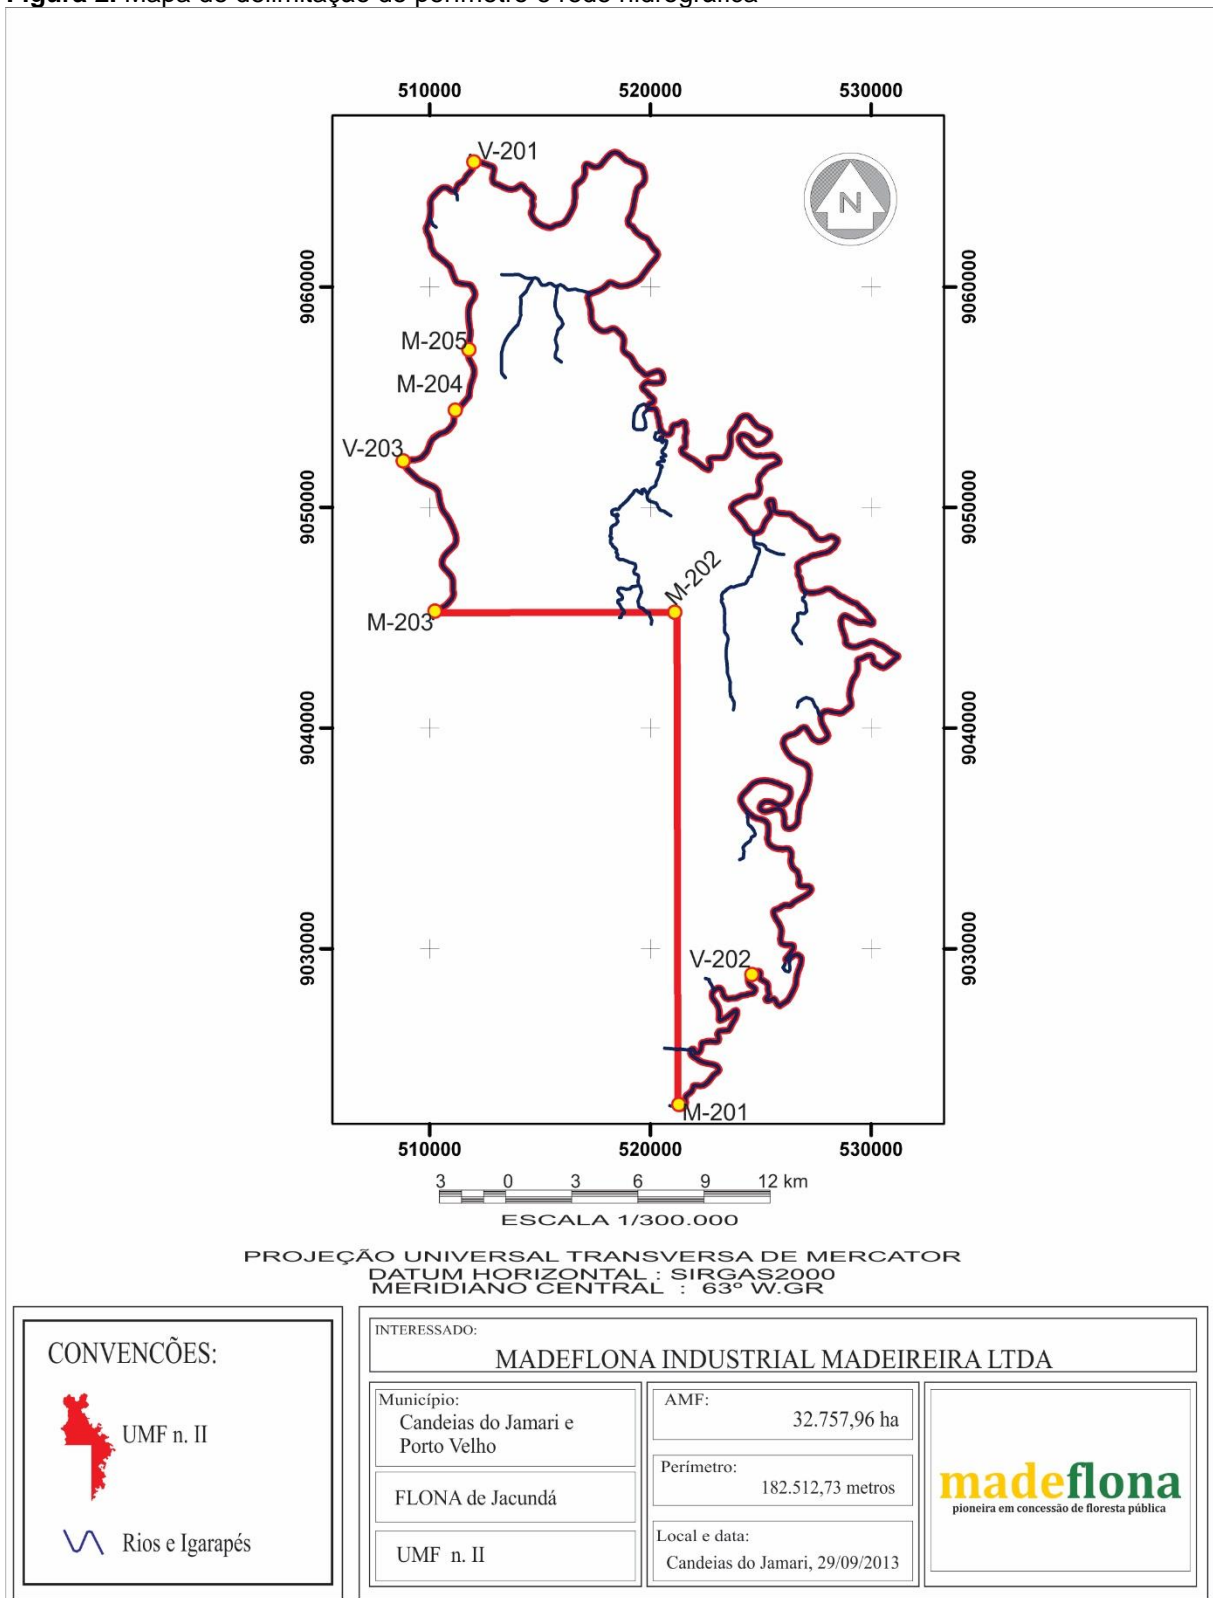 Figura 2. Mapa de delimitação do perímetro e rede hidrográfica
510000 520000 530000
V-201
N
9060000 9060000
M-205
M-204
V-203
9050000 9050000
M-202
M-203
9040000 9040000
9030000 9030000
V-202
M-201
510000 520000 530000
3 0 3 6 9 12 km
ESCALA 1/300.000
PROJEÇÃO UNIVERSAL TRANSVERSA DE MERCATOR
DATUM HORIZONTAL : SIRGAS2000
MERIDIANO CENTRAL : 63º W.GR
CONVENCÕES:
UMF n. II
Rios e Igarapés
INTERESSADO:
MADEFLONA INDUSTRIAL MADEIREIRA LTDA
Município:
Candeias do Jamari e
Porto Velho
FLONA de Jacundá
UMF n. II
AMF:
32.757,96 ha
Perímetro:
182.512,73 metros
Local e data:
Candeias do Jamari, 29/09/2013
madeflona
pioneira em concessão de floresta pública